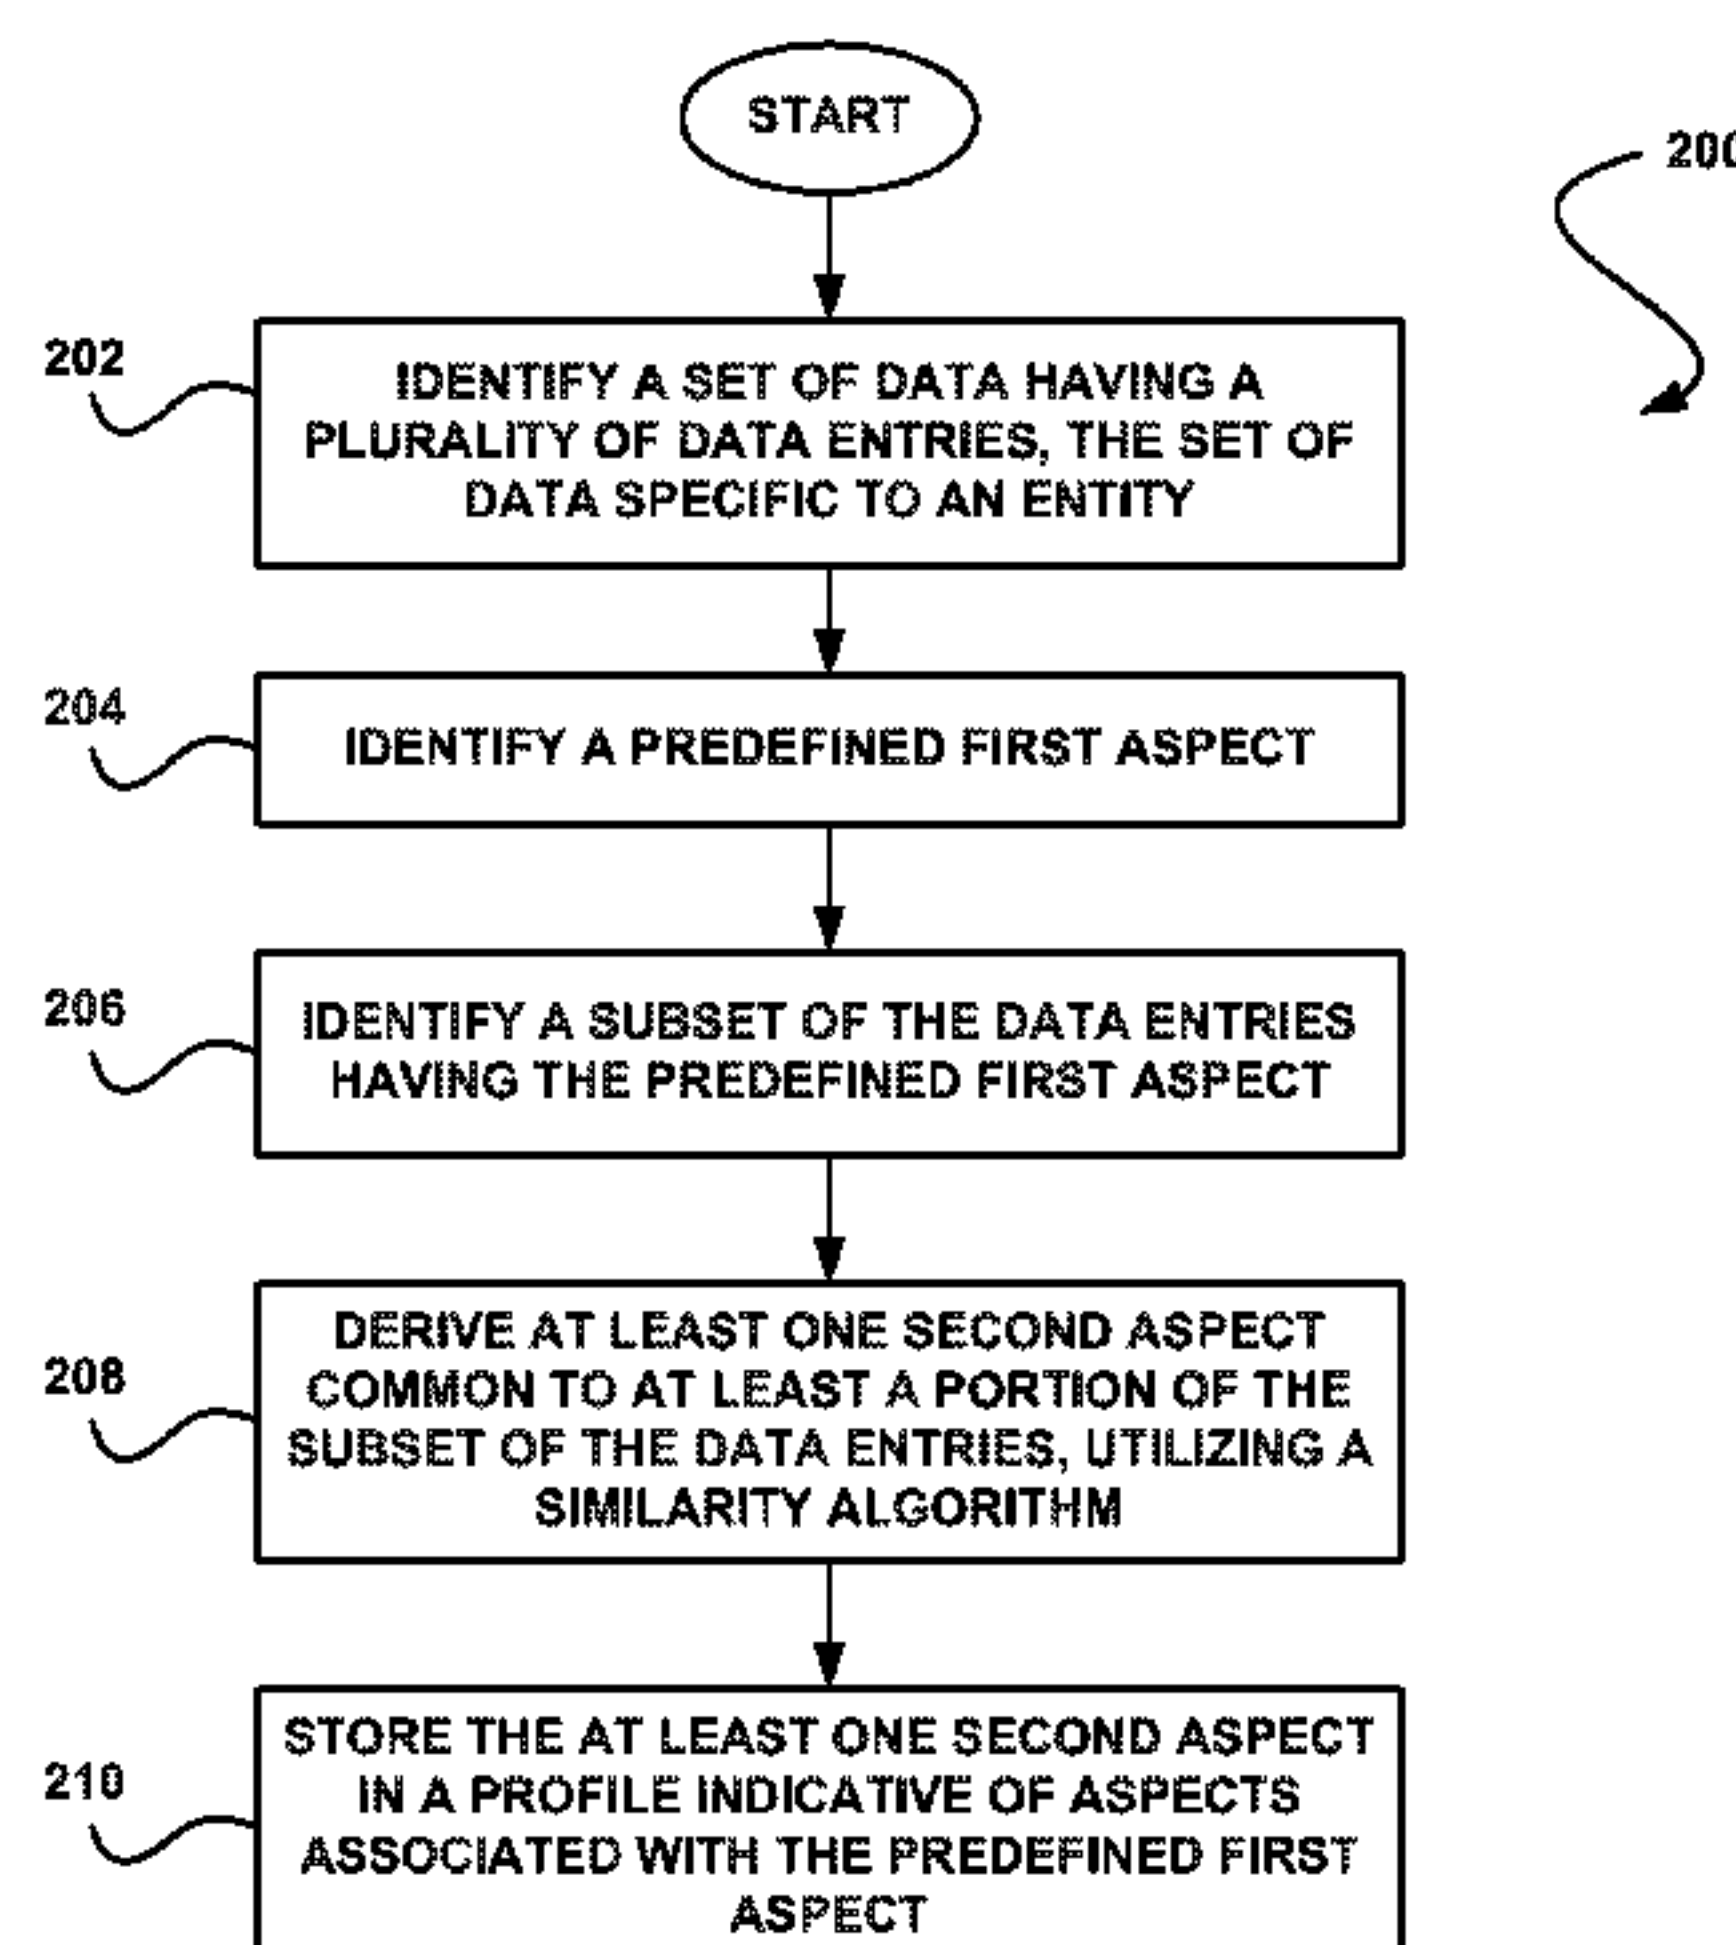 START
200
202
IDENTIFY A SET OF DATA HAVING A
PLURALITY OF DATA ENTRIES, THE SET OF
DATA SPECIFIC TO AN ENTITY
204
IDENTIFY A PREDEFINED FIRST ASPECT
206
IDENTIFY A SUBSET OF THE DATA ENTRIES
HAVING THE PREDEFINED FIRST ASPECT
208
DERIVE AT LEAST ONE SECOND ASPECT
COMMON TO AT LEAST A PORTION OF THE
SUBSET OF THE DATA ENTRIES, UTILIZING A
SIMILARITY ALGORITHM
210
STORE THE AT LEAST ONE SECOND ASPECT
IN A PROFILE INDICATIVE OF ASPECTS
ASSOCIATED WITH THE PREDEFINED FIRST
ASPECT